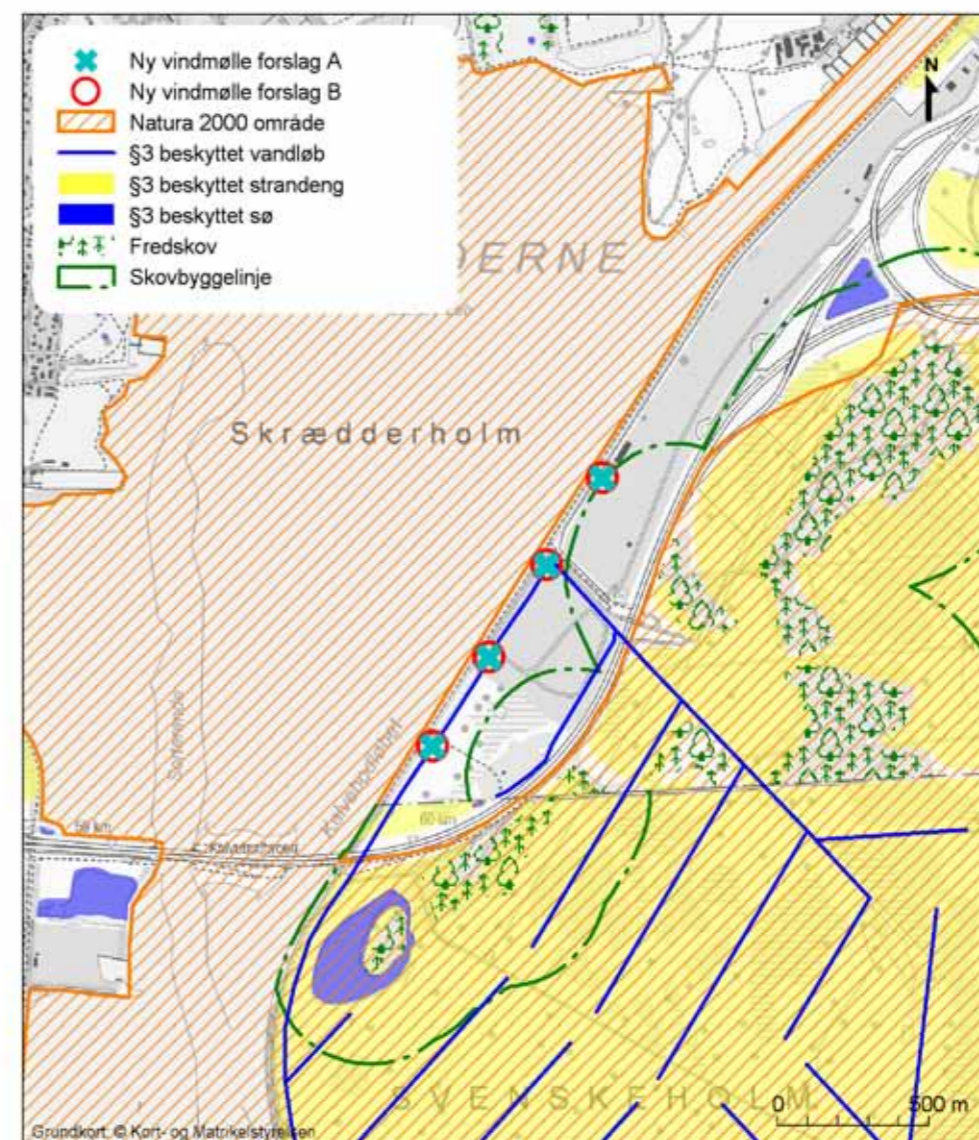 Ny vindmølle forslag A
Ny vindmølle forslag B
Natura 2000 område
§3 beskyttet vandløb
§3 beskyttet strandeng
§3 beskyttet sø
Fredskov
Skovbyggelinje
N
DERNE
Skrædderholm
SVENSKEHOLM
0 500 m
Grundkort: © Kort- og Matrikelstyrelsen